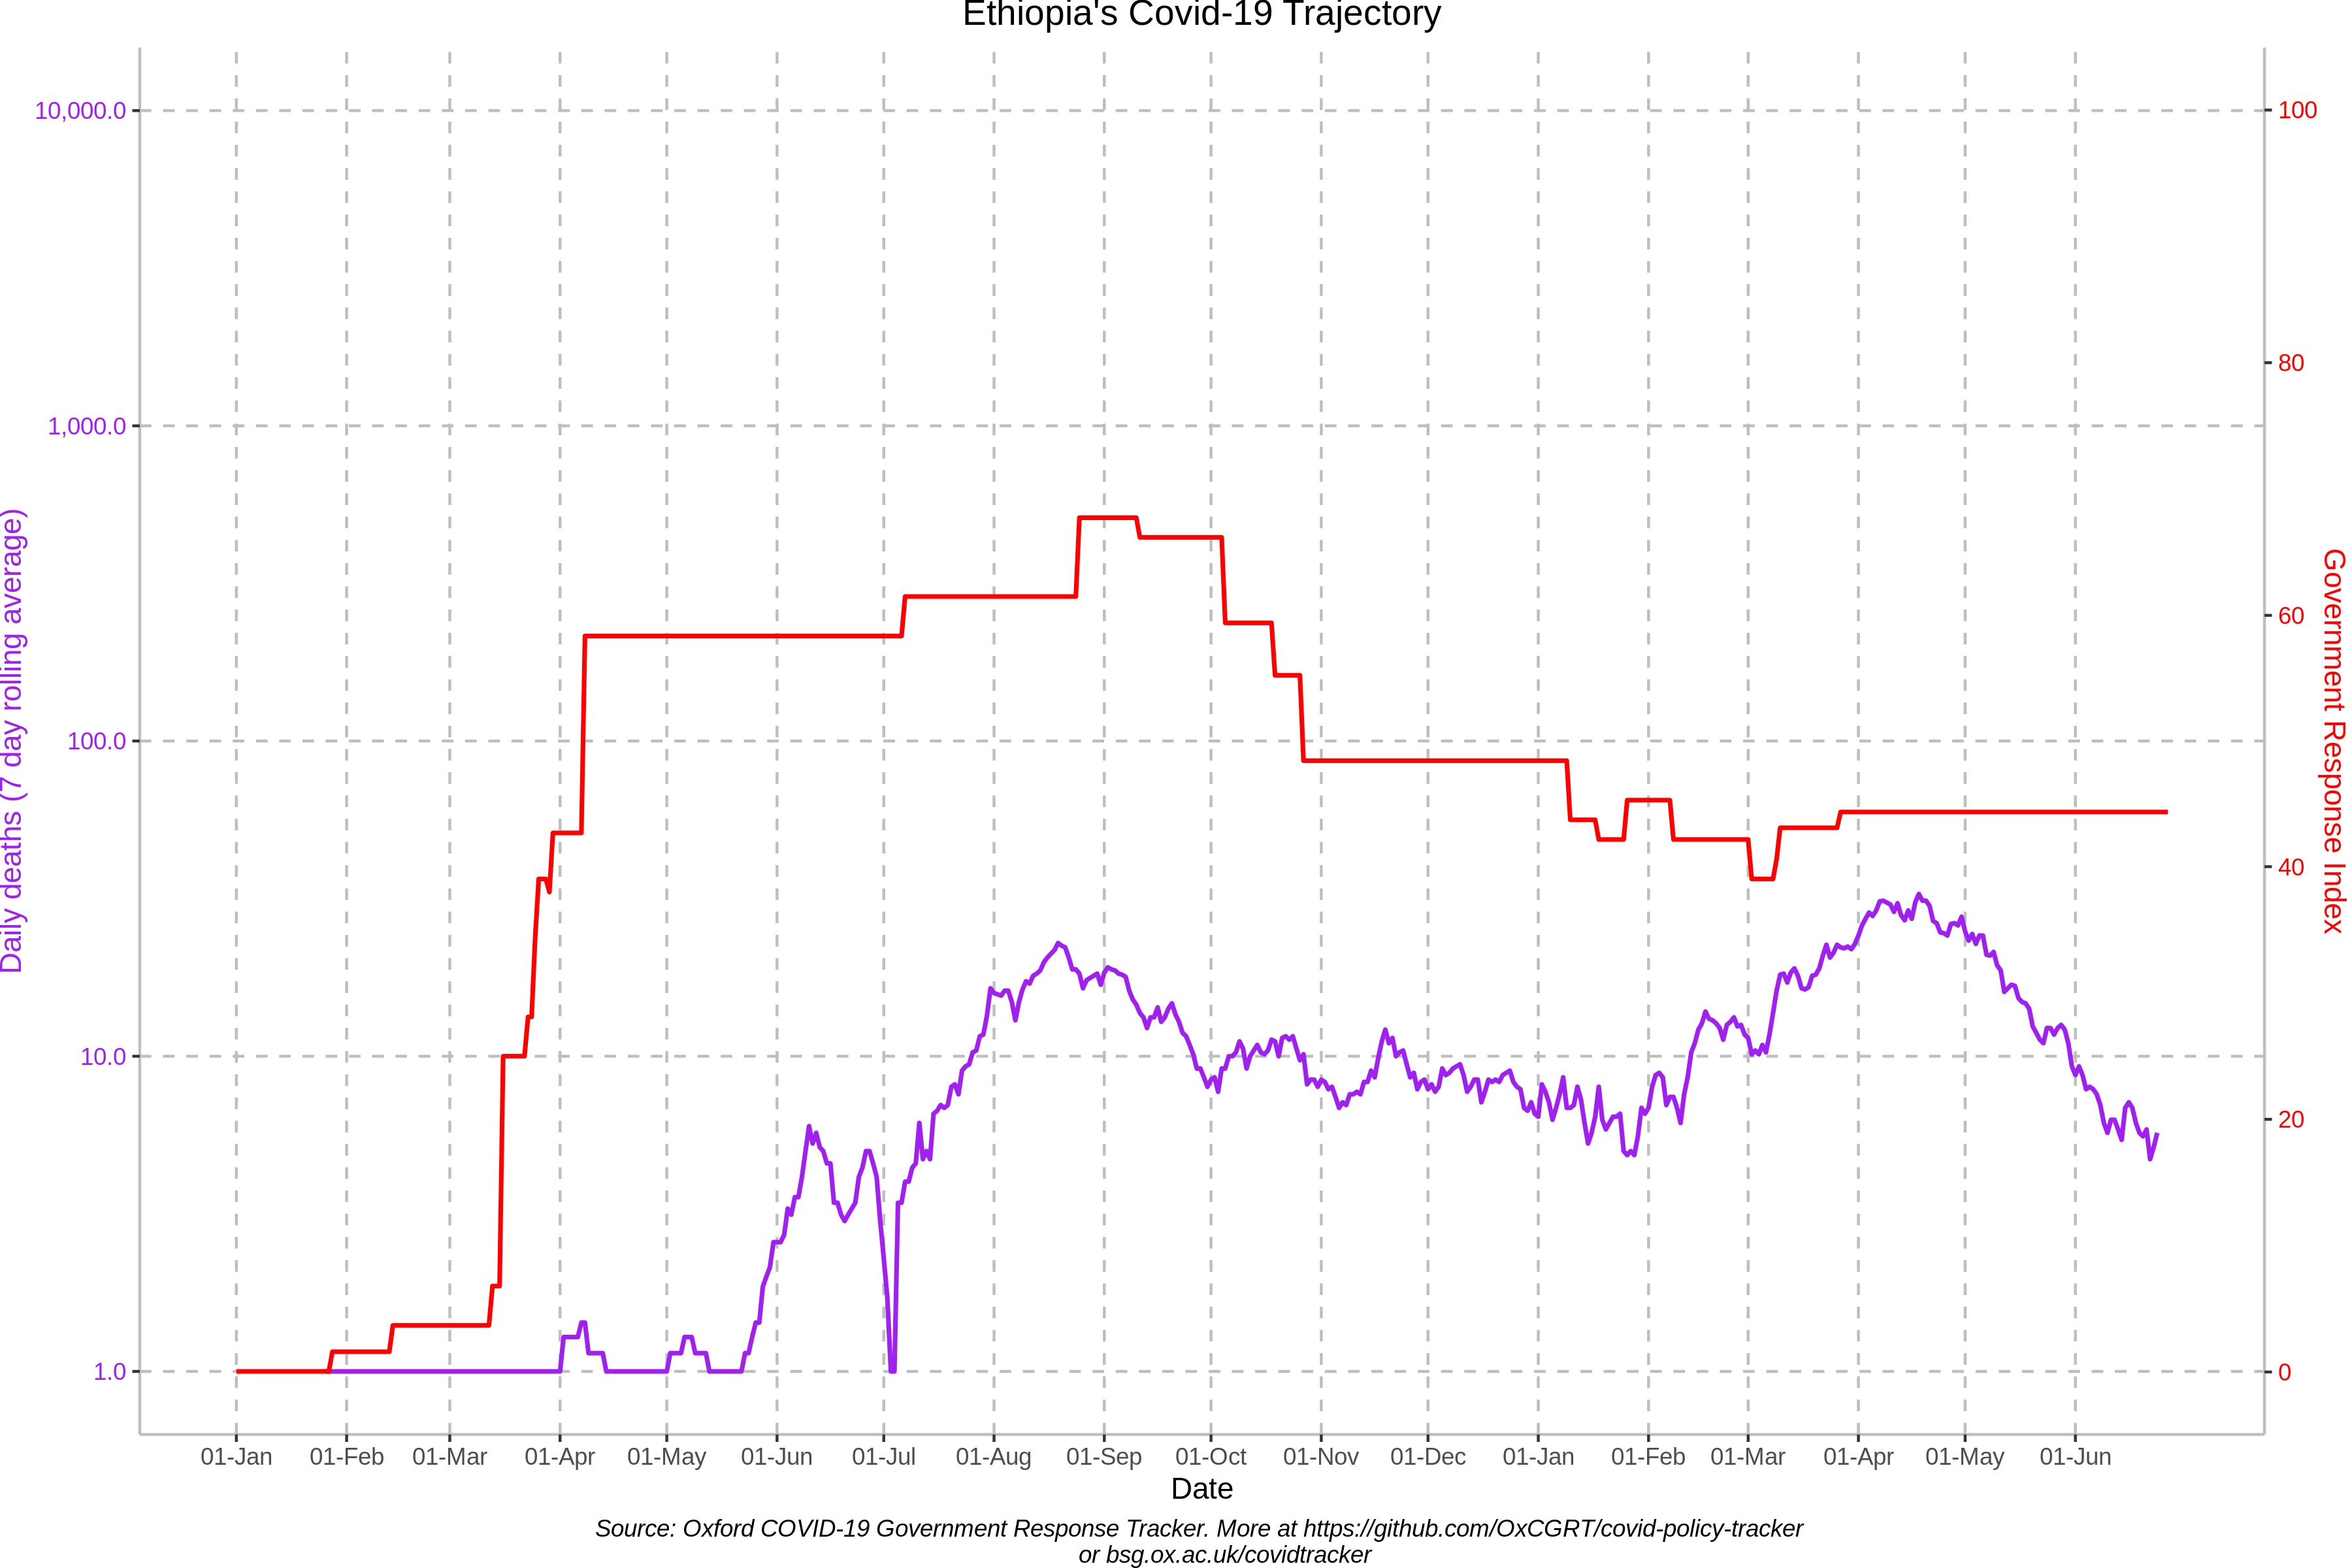 Ethiopia's Covid-19 Trajectory
10,000.0
1,000.0
100.0
10.0
1.0
Daily deaths (7 day rolling average)
100
80
60
40
20
0
Government Response Index
01-Jan 01-Feb 01-Mar 01-Apr 01-May 01-Jun 01-Jul 01-Aug 01-Sep 01-Oct 01-Nov 01-Dec 01-Jan 01-Feb 01-Mar 01-Apr 01-May 01-Jun
Date
Source: Oxford COVID-19 Government Response Tracker. More at https://github.com/OxCGRT/covid-policy-tracker
or bsg.ox.ac.uk/covidtracker